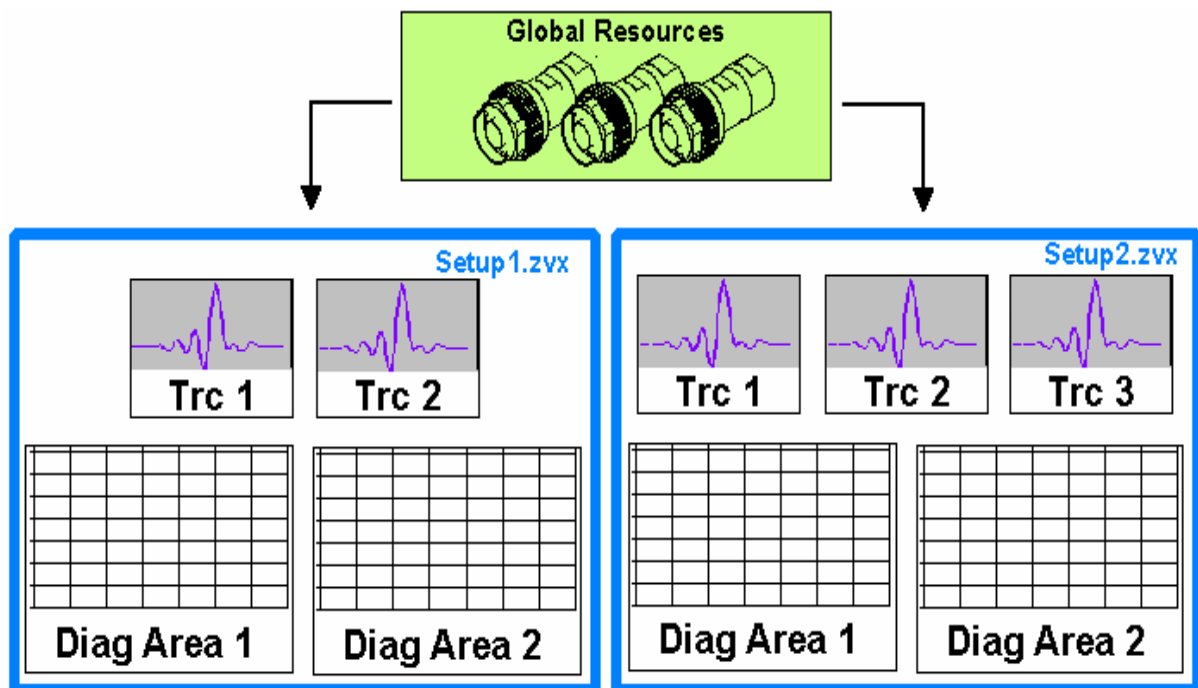 Global Resources
Setup1.zvx
Trc 1
Trc 2
Diag Area 1
Diag Area 2
Setup2.zvx
Trc 1
Trc 2
Trc 3
Diag Area 1
Diag Area 2